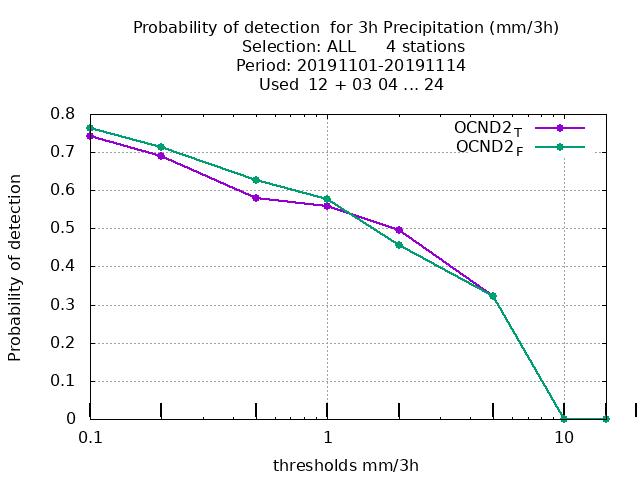 Probability of detection  for 3h Precipitation (mm/3h)
Selection: ALL      4 stations
Period: 20191101-20191114
Used  12 + 03 04 ... 24
OCND2_T
OCND2_F
0.8
0.7
0.6
0.5
0.4
0.3
0.2
0.1
0
Probability of detection
0.1 1 10
thresholds mm/3h